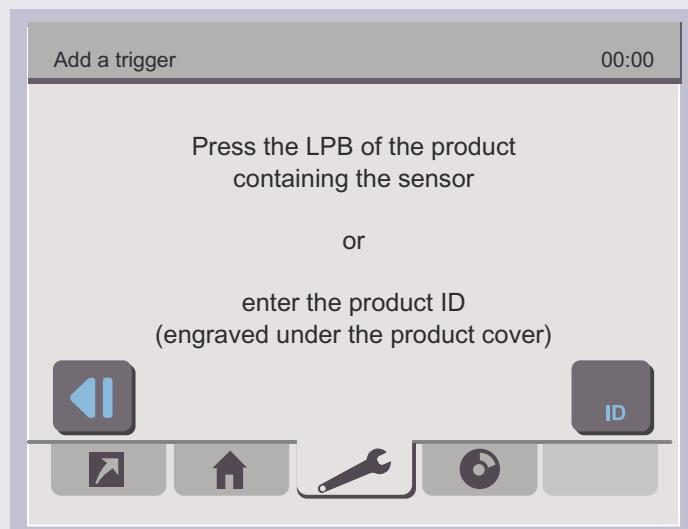 Add a trigger 00:00
Press the LPB of the product
containing the sensor
or
enter the product ID
(engraved under the product cover)
ID